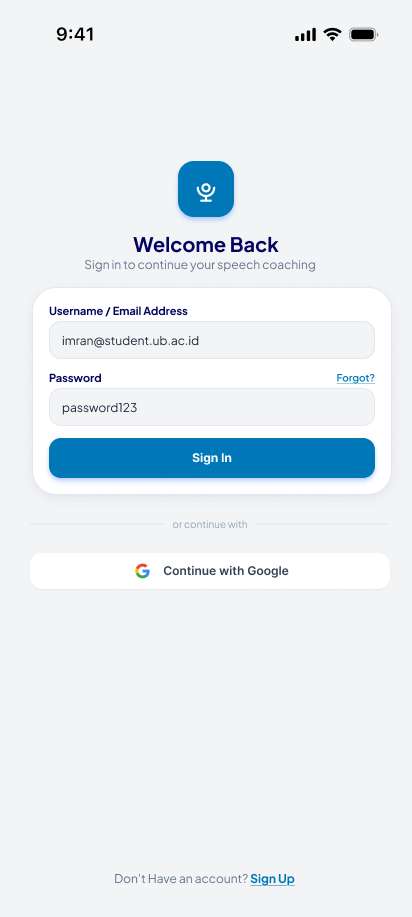 9:41
Welcome Back
Sign in to continue your speech coaching
Username / Email Address
imran@student.ub.ac.id
Password Forgot?
password123
Sign In
or continue with
Continue with Google
Don't Have an account? Sign Up